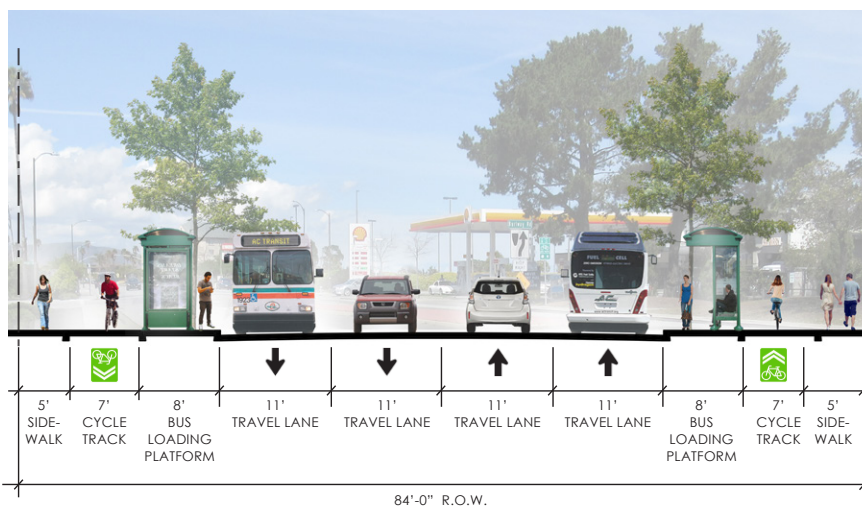 AC TRANSIT
5'
SIDE-
WALK
7'
CYCLE
TRACK
8'
BUS
LOADING
PLATFORM
11'
TRAVEL LANE
11'
TRAVEL LANE
11'
TRAVEL LANE
11'
TRAVEL LANE
8'
BUS
LOADING
PLATFORM
7'
CYCLE
TRACK
5'
SIDE-
WALK
84'-0" R.O.W.